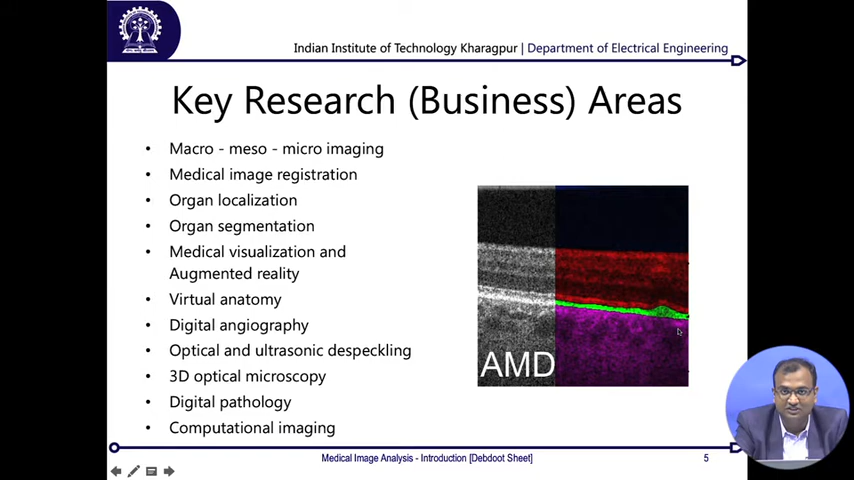 Indian Institute of Technology Kharagpur | Department of Electrical Engineering
Key Research (Business) Areas
• Macro - meso - micro imaging
• Medical image registration
• Organ localization
• Organ segmentation
• Medical visualization and
Augmented reality
• Virtual anatomy
• Digital angiography
• Optical and ultrasonic despeckling
• 3D optical microscopy
• Digital pathology
• Computational imaging
AMD
Medical Image Analysis - Introduction [Debdoot Sheet]
5